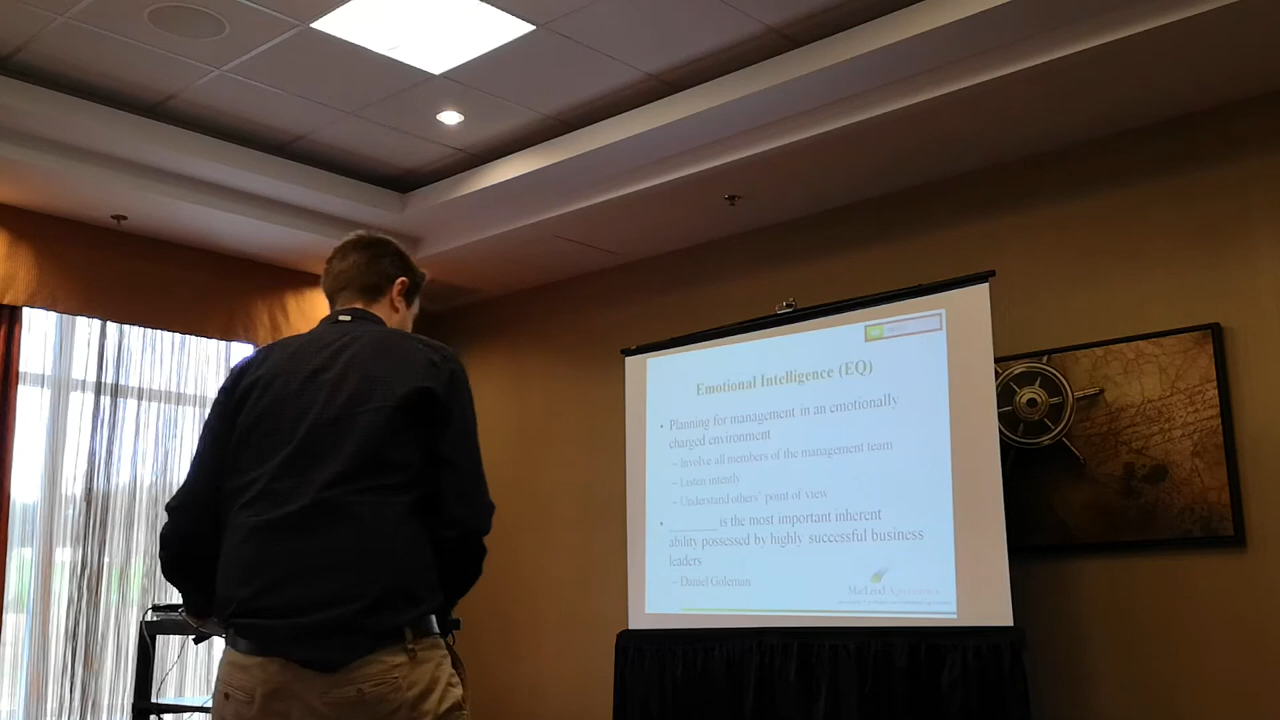 Emotional Intelligence (EQ)
• Planning for management in an emotionally
charged environment
– Involve all members of the management team
– Listen intently
– Understand others' point of view
• ________ is the most important inherent
ability possessed by highly successful business
leaders
– Daniel Goleman
MacLeod